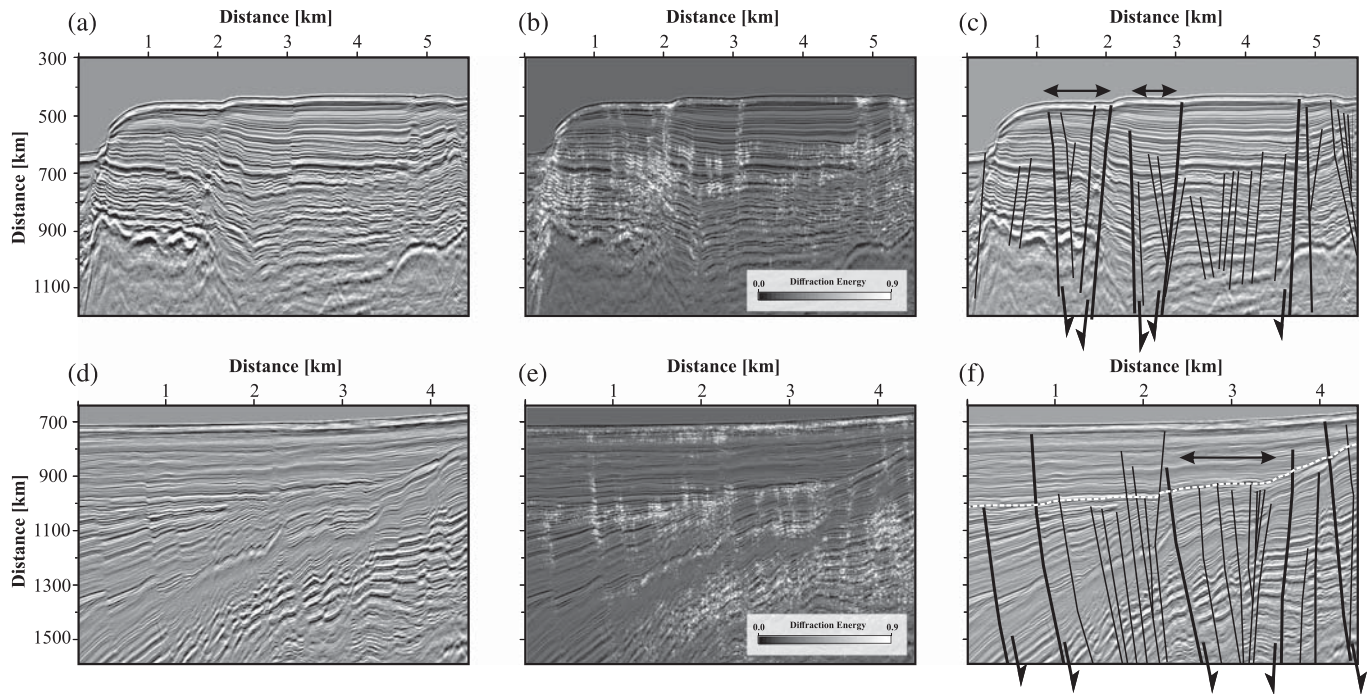 (a) Distance [km] (b) Distance [km] (c) Distance [km]
1 2 3 4 5 1 2 3 4 5 1 2 3 4 5
300
500
700
900
1100
Distance [km]
0.0 Diffraction Energy 0.9
(d) Distance [km] (e) Distance [km] (f) Distance [km]
1 2 3 4 1 2 3 4 1 2 3 4
700
900
1100
1300
1500
Distance [km]
0.0 Diffraction Energy 0.9